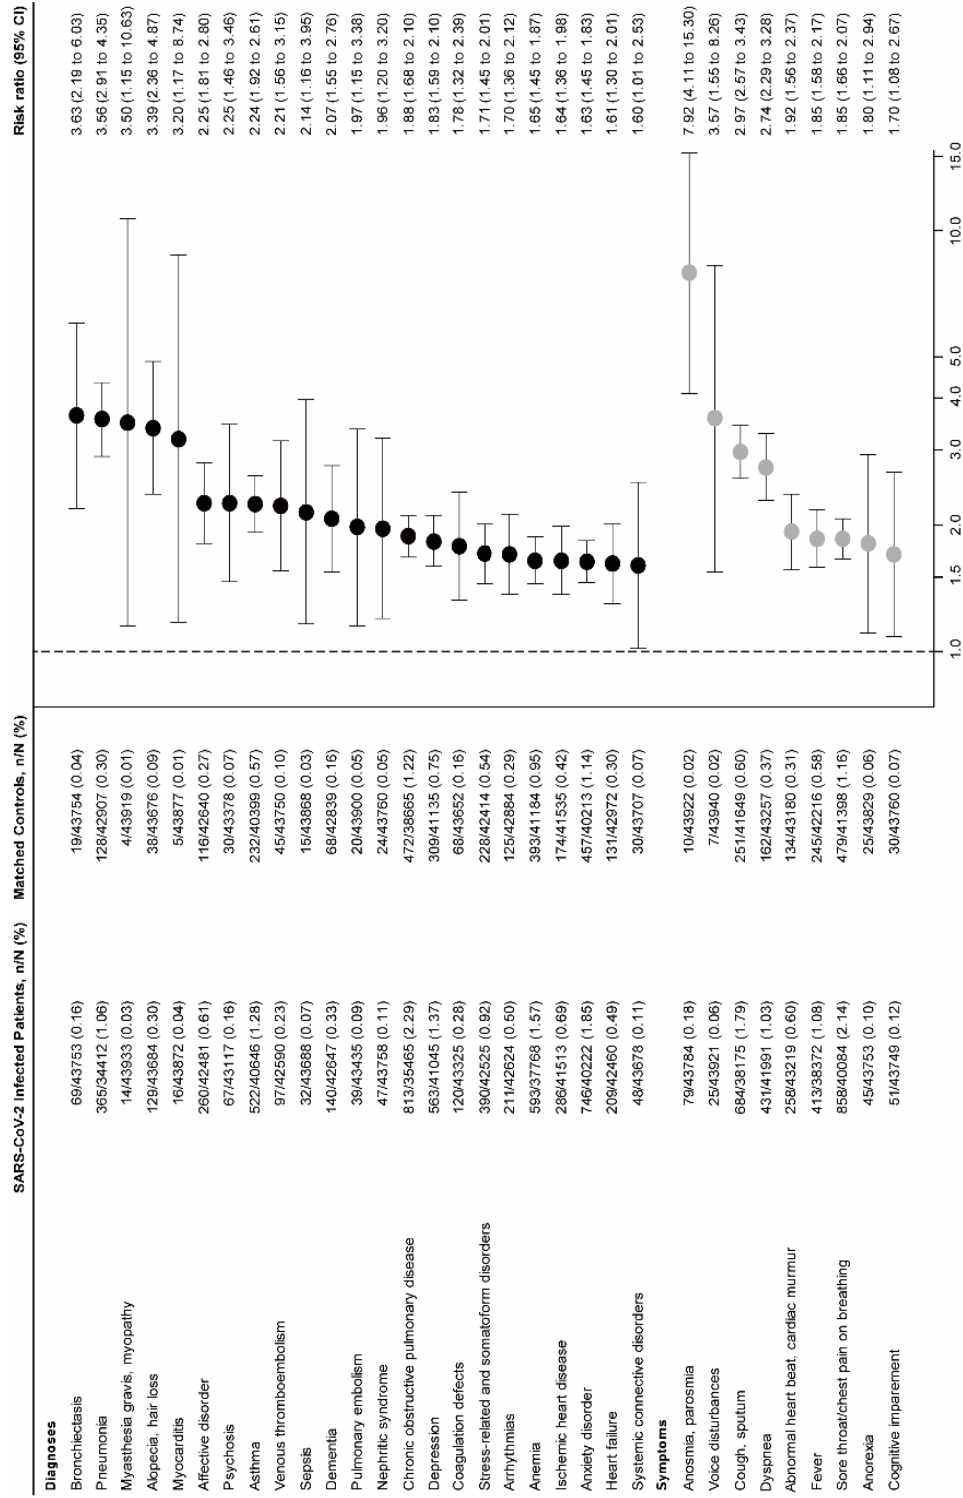 SARS-CoV-2 Infected Patients, n/N (%) Matched Controls, n/N (%) Risk ratio (95% CI)
Diagnoses
Bronchiectasis 69/43753 (0.16) 19/43754 (0.04) 3.63 (2.19 to 6.03)
Pneumonia 365/34412 (1.06) 128/42907 (0.30) 3.56 (2.91 to 4.35)
Myasthesia gravis, myopathy 14/43933 (0.03) 4/43919 (0.01) 3.50 (1.15 to 10.63)
Alopecia, hair loss 129/43684 (0.30) 38/43676 (0.09) 3.39 (2.36 to 4.87)
Myocarditis 16/43872 (0.04) 5/43877 (0.01) 3.20 (1.17 to 8.74)
Affective disorder 260/42481 (0.61) 116/42640 (0.27) 2.25 (1.81 to 2.80)
Psychosis 67/43117 (0.16) 30/43378 (0.07) 2.25 (1.46 to 3.46)
Asthma 522/40646 (1.28) 232/40399 (0.57) 2.24 (1.92 to 2.61)
Venous thromboembolism 97/42590 (0.23) 45/43750 (0.10) 2.21 (1.56 to 3.15)
Sepsis 32/43688 (0.07) 15/43868 (0.03) 2.14 (1.16 to 3.95)
Dementia 140/42647 (0.33) 68/42839 (0.16) 2.07 (1.55 to 2.76)
Pulmonary embolism 39/43435 (0.09) 20/43900 (0.05) 1.97 (1.15 to 3.38)
Nephritic syndrome 47/43758 (0.11) 24/43760 (0.05) 1.96 (1.20 to 3.20)
Chronic obstructive pulmonary disease 813/35465 (2.29) 472/38665 (1.22) 1.88 (1.68 to 2.10)
Depression 563/41045 (1.37) 309/41135 (0.75) 1.83 (1.59 to 2.10)
Coagulation defects 120/43325 (0.28) 68/43652 (0.16) 1.78 (1.32 to 2.39)
Stress-related and somatoform disorders 390/42525 (0.92) 228/42414 (0.54) 1.71 (1.45 to 2.01)
Arrhythmias 211/42624 (0.50) 125/42884 (0.29) 1.70 (1.36 to 2.12)
Anemia 593/37768 (1.57) 393/41184 (0.95) 1.65 (1.45 to 1.87)
Ischemic heart disease 286/41513 (0.69) 174/41535 (0.42) 1.64 (1.36 to 1.98)
Anxiety disorder 746/40222 (1.85) 457/40213 (1.14) 1.63 (1.45 to 1.83)
Heart failure 209/42460 (0.49) 131/42972 (0.30) 1.61 (1.30 to 2.01)
Systemic connective disorders 48/43678 (0.11) 30/43707 (0.07) 1.60 (1.01 to 2.53)
Symptoms
Anosmia, parosmia 79/43784 (0.18) 10/43922 (0.02) 7.92 (4.11 to 15.30)
Voice disturbances 25/43921 (0.06) 7/43940 (0.02) 3.57 (1.55 to 8.26)
Cough, sputum 684/38175 (1.79) 251/41649 (0.60) 2.97 (2.57 to 3.43)
Dyspnea 431/41991 (1.03) 162/43257 (0.37) 2.74 (2.29 to 3.28)
Abnormal heart beat, cardiac murmur 258/43219 (0.60) 134/43180 (0.31) 1.92 (1.56 to 2.37)
Fever 413/38372 (1.08) 245/42216 (0.58) 1.85 (1.58 to 2.17)
Sore throat/chest pain on breathing 858/40084 (2.14) 479/41398 (1.16) 1.85 (1.66 to 2.07)
Anorexia 45/43753 (0.10) 25/43829 (0.06) 1.80 (1.11 to 2.94)
Cognitive imparement 51/43749 (0.12) 30/43760 (0.07) 1.70 (1.08 to 2.67)
1.0 1.5 2.0 3.0 4.0 5.0 10.0 15.0